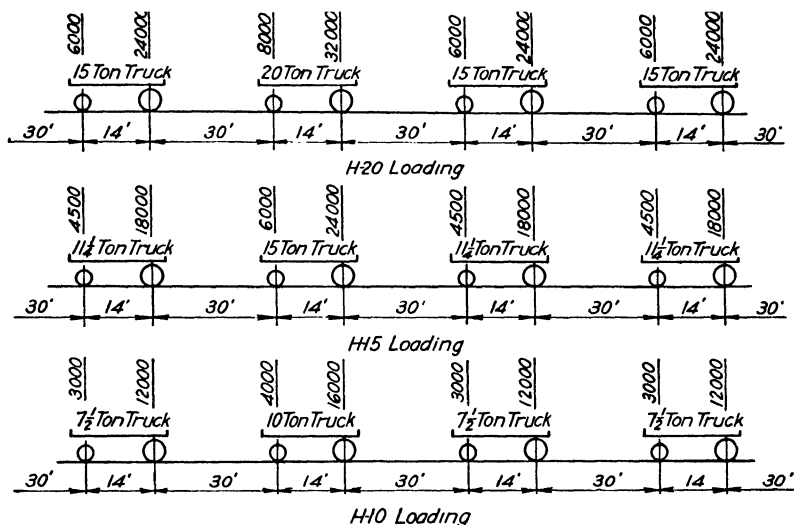 6000 24000 8000 32000 6000 24000 6000 24000
15 Ton Truck 20 Ton Truck 15 Ton Truck 15 Ton Truck
30' 14' 30' 14' 30' 14' 30' 14' 30'
H-20 Loading
4500 18000 6000 24000 4500 18000 4500 18000
11¼ Ton Truck 15 Ton Truck 11¼ Ton Truck 11¼ Ton Truck
30' 14' 30' 14' 30' 14' 30' 14' 30'
H-15 Loading
3000 12000 4000 16000 3000 12000 3000 12000
7½ Ton Truck 10 Ton Truck 7½ Ton Truck 7½ Ton Truck
30' 14' 30' 14 30' 14' 30' 14' 30'
H-10 Loading